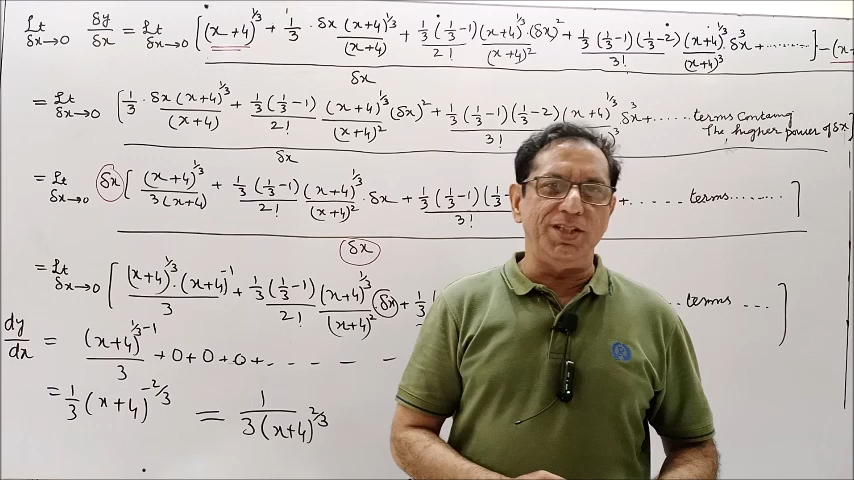 Lt δx→0 δy/δx = Lt δx→0 [(x+4)^1/3 + 1/3 · δx (x+4)^1/3/(x+4) + 1/3 (1/3-1)/2! (x+4)^1/3/(x+4)^2 · (δx)^2 + 1/3 (1/3-1)(1/3-2)/3! (x+4)^1/3/(x+4)^3 · δx^3 + ........] - (x / δx
= Lt δx→0 [1/3 · δx (x+4)^1/3/(x+4) + 1/3 (1/3-1)/2! (x+4)^1/3/(x+4)^2 (δx)^2 + 1/3 (1/3-1)(1/3-2)(x+4)^1/3/3! δx^3 + ...... terms Containg The higher power of δx] / δx
= Lt δx→0 δx [(x+4)^1/3/3(x+4) + 1/3 (1/3-1)/2! (x+4)^1/3/(x+4)^2 · δx + 1/3 (1/3-1)(1/3/3! + ..... terms........] / δx
= Lt δx→0 [(x+4)^1/3 · (x+4)^-1/3 + 1/3 (1/3-1)/2! (x+4)^1/3/(x+4)^2 · δx + 1/3 .. terms ...]
dy/dx = (x+4)^1/3-1/3 + 0 + 0 + 0 + - - - - -
= 1/3 (x+4)^-2/3 = 1/3(x+4)^2/3